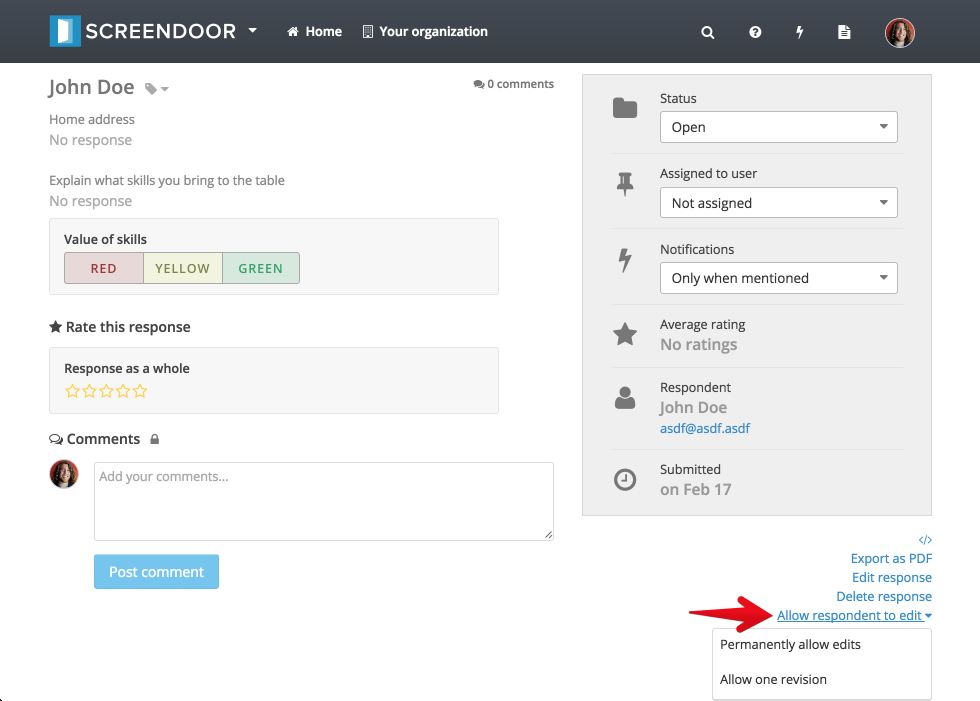 SCREENDOOR Home Your organization
John Doe
0 comments
Home address
No response
Explain what skills you bring to the table
No response
Value of skills
RED YELLOW GREEN
Rate this response
Response as a whole
Comments
Add your comments...
Post comment
Status
Open
Assigned to user
Not assigned
Notifications
Only when mentioned
Average rating
No ratings
Respondent
John Doe
asdf@asdf.asdf
Submitted
on Feb 17
</>
Export as PDF
Edit response
Delete response
Allow respondent to edit
Permanently allow edits
Allow one revision